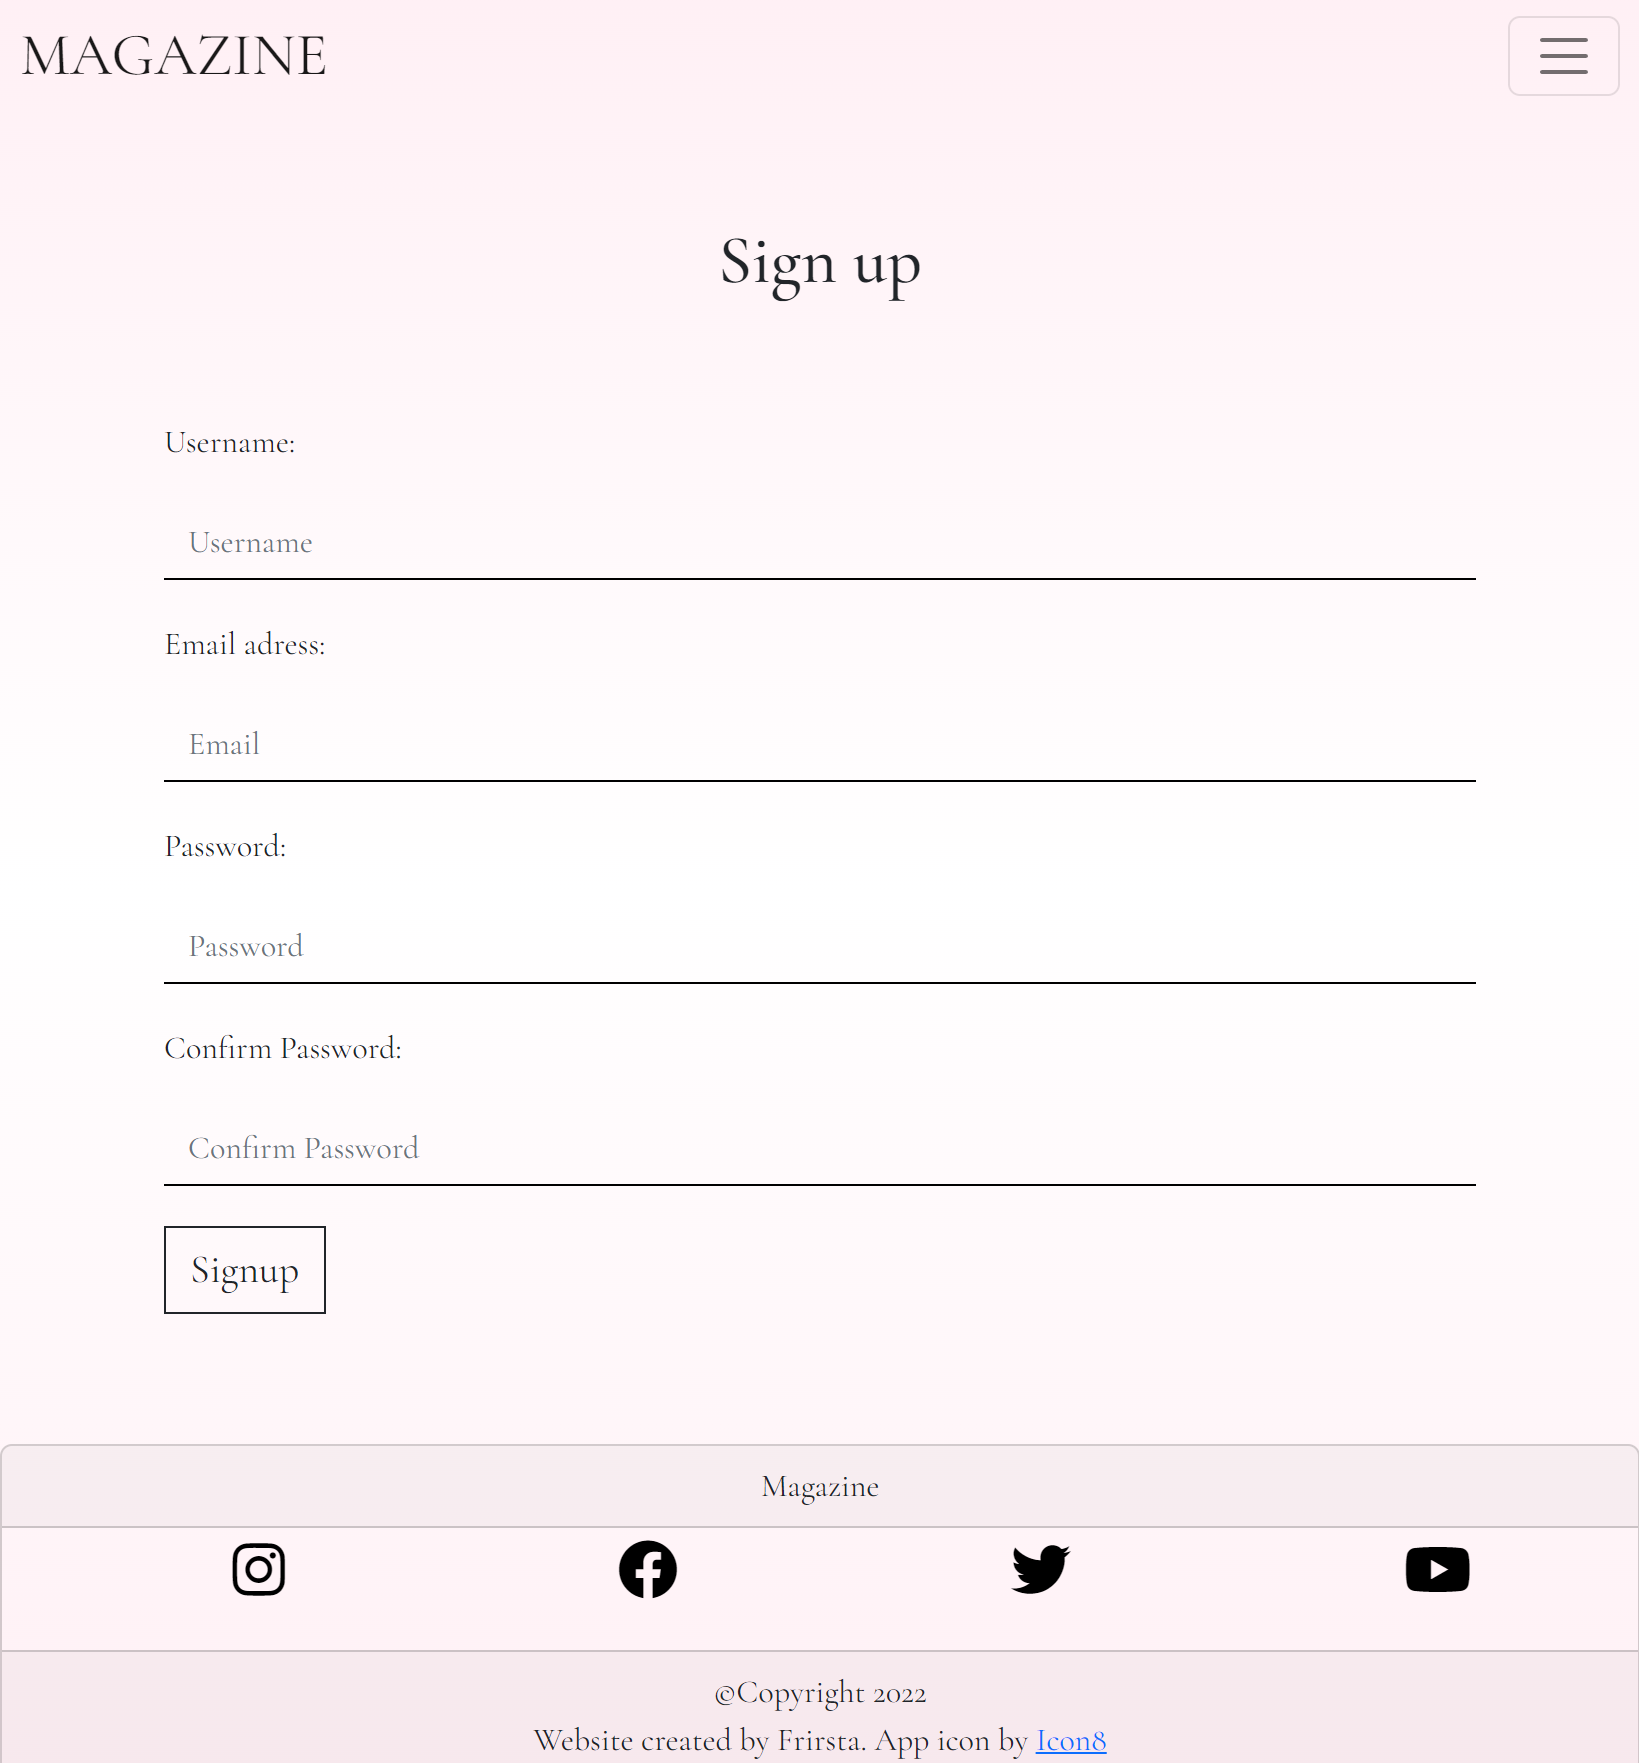 MAGAZINE
Sign up
Username:
Username
Email adress:
Email
Password:
Password
Confirm Password:
Confirm Password
Signup
Magazine
©Copyright 2022
Website created by Frirsta. App icon by Icon8